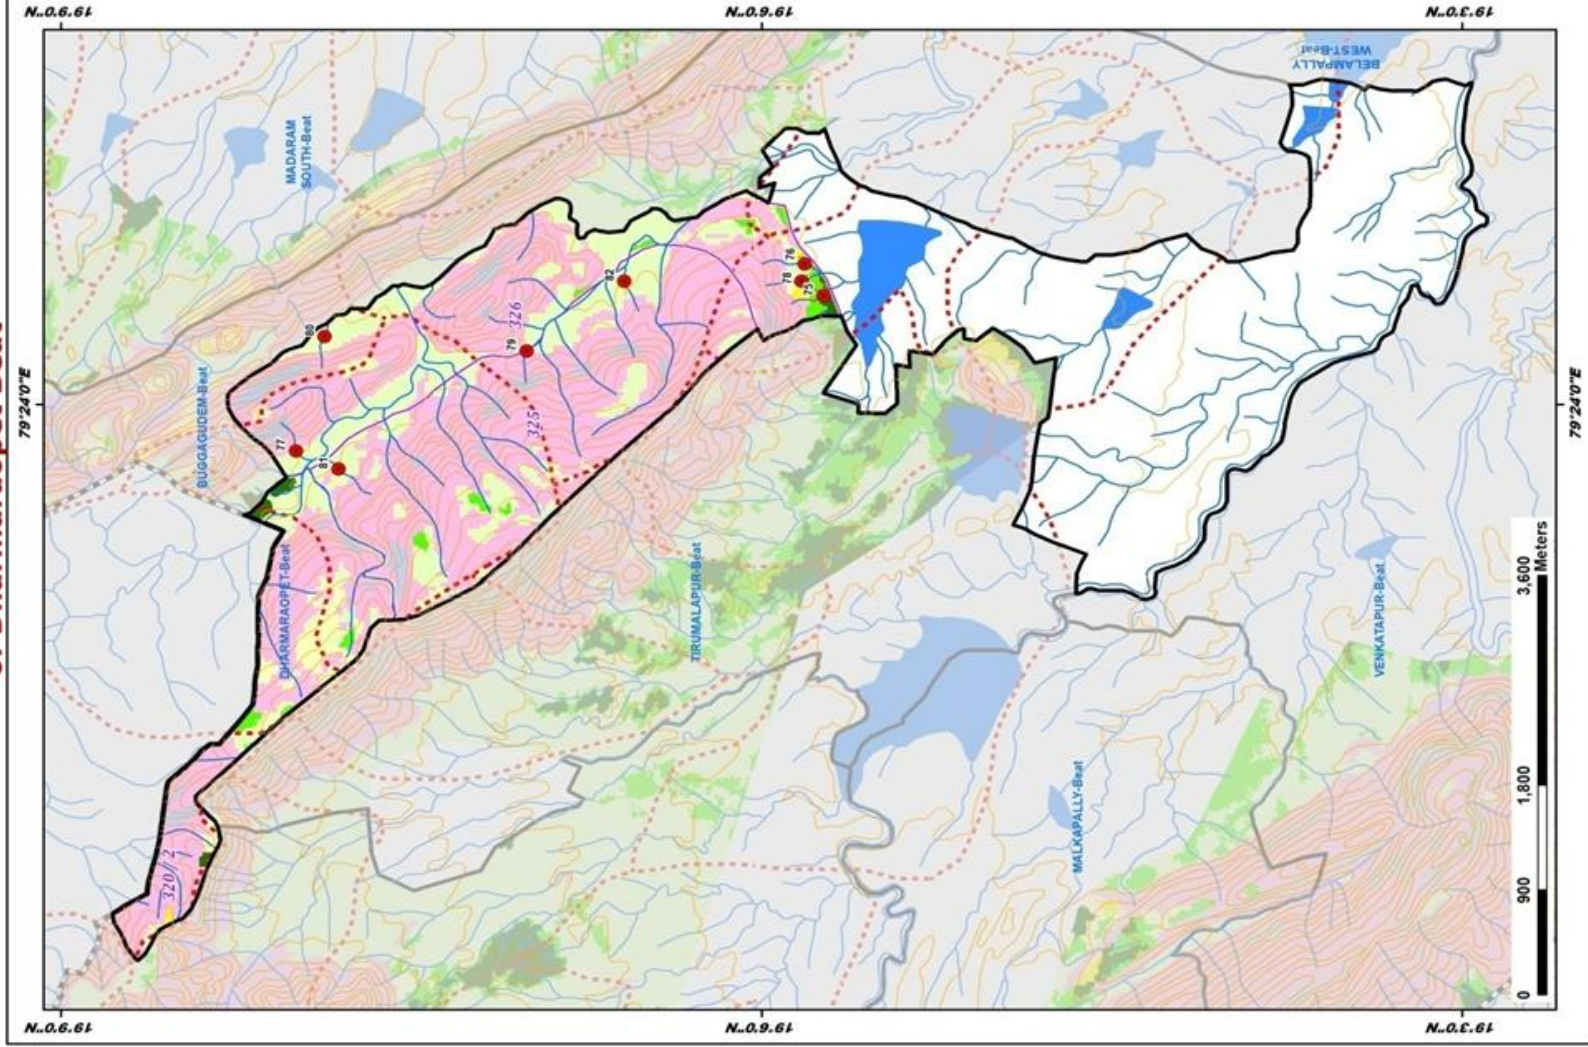 19°9'0"N
19°6'0"N
19°3'0"N
79°24'0"E
79°24'0"E
BELAMPALLY
WEST-Beat
MADARAM
SOUTH-Beat
BUGGAGUDEM-Beat
DHARMARAOPET-Beat
TIRUMALAPUR-Beat
MALKAPALLY-Beat
VENKATAPUR-Beat
80
82
76
78
75
79
77
81
326
325
320/2
0
900
1,800
3,600
Meters
19°9'0"N
19°6'0"N
19°3'0"N